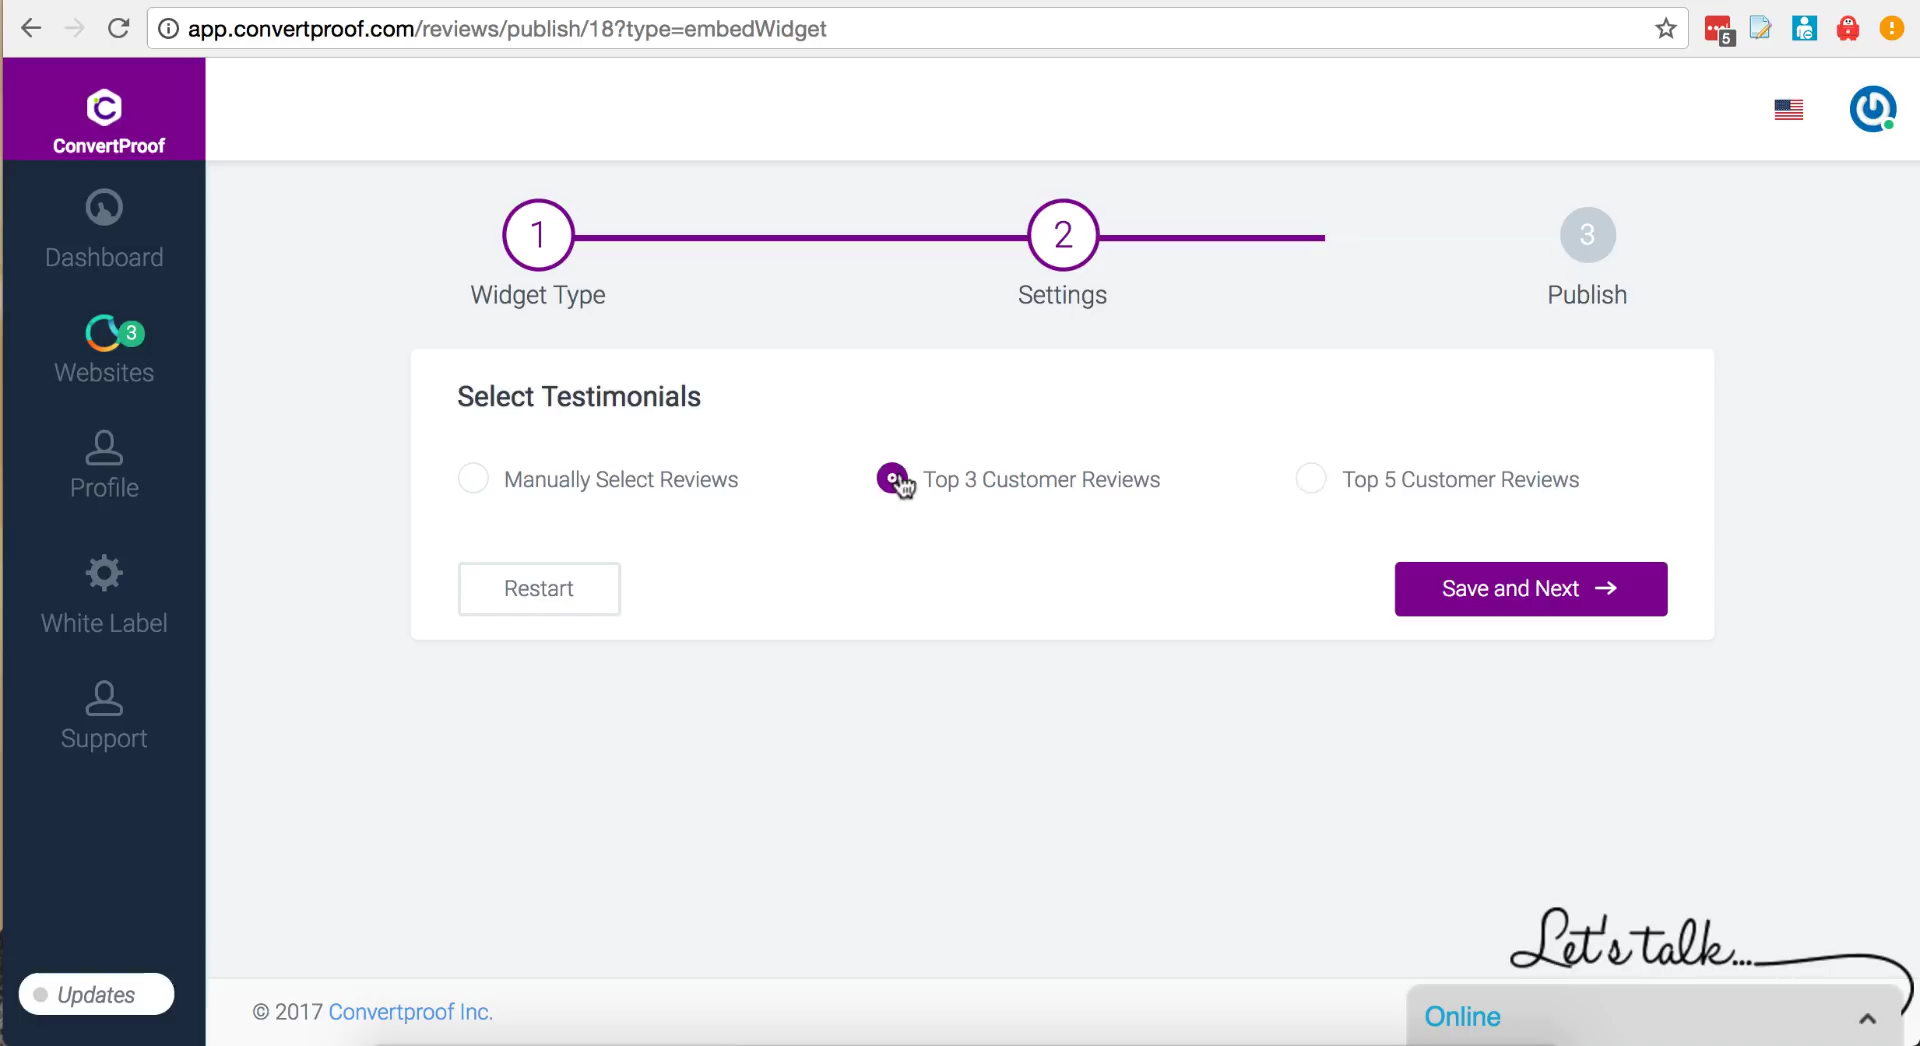 app.convertproof.com/reviews/publish/18?type=embedWidget
5
ConvertProof
Dashboard
3
Websites
Profile
White Label
Support
Updates
1
2
3
Widget Type
Settings
Publish
Select Testimonials
Manually Select Reviews
Top 3 Customer Reviews
Top 5 Customer Reviews
Restart
Save and Next →
Let's talk...
© 2017 Convertproof Inc.
Online